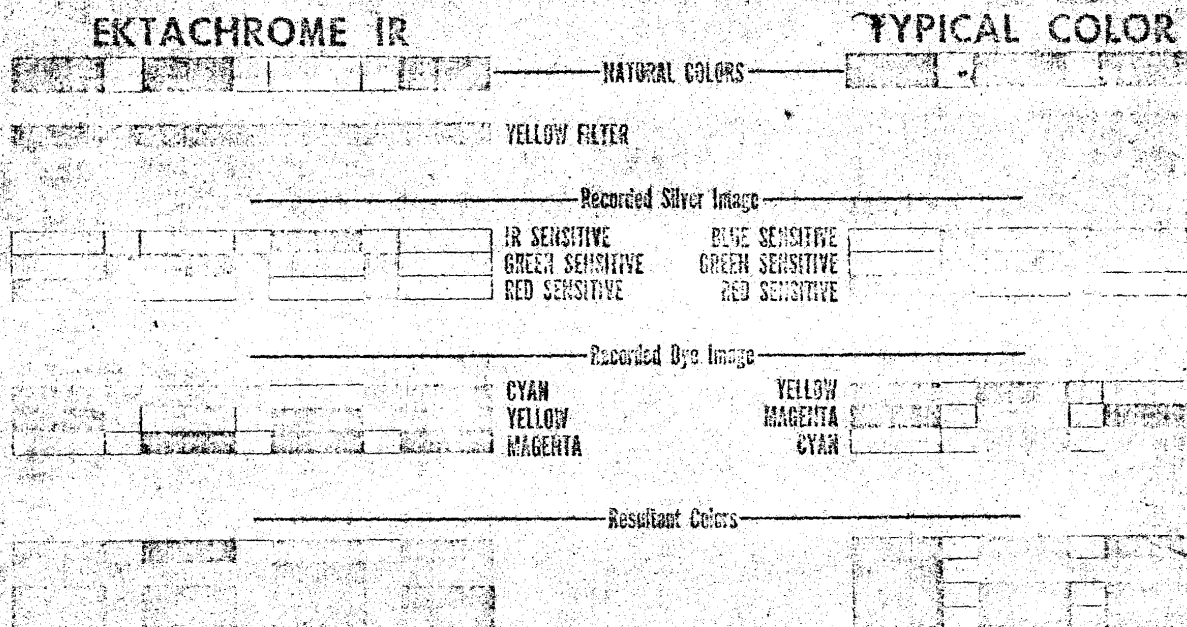 EKTACHROME IR
TYPICAL COLOR
NATURAL COLORS
YELLOW FILTER
Recorded Silver Image
IR SENSITIVE BLUE SENSITIVE
GREEN SENSITIVE GREEN SENSITIVE
RED SENSITIVE RED SENSITIVE
Recorded Dye Image
CYAN YELLOW
YELLOW MAGENTA
MAGENTA CYAN
Resultant Colors